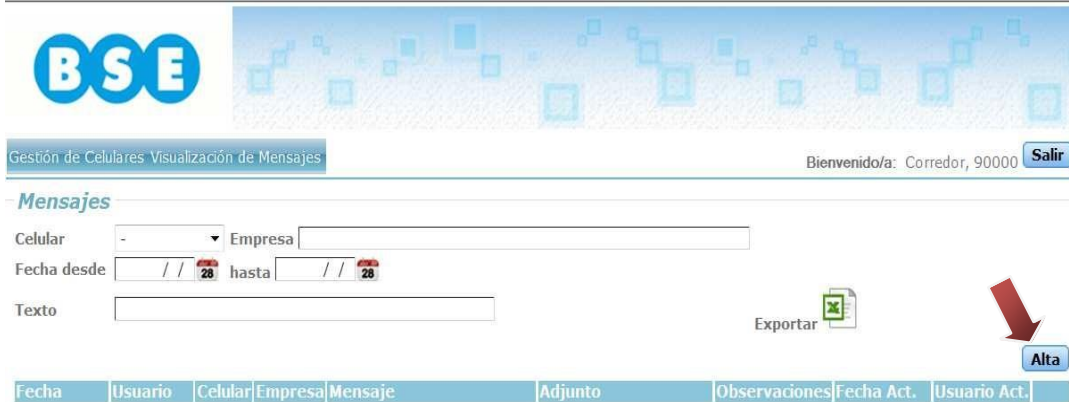 BSE
Gestión de Celulares Visualización de Mensajes
Bienvenido/a: Corredor, 90000 Salir
Mensajes
Celular - Empresa
Fecha desde / / 28 hasta / / 28
Texto
Exportar
Alta
Fecha Usuario Celular Empresa Mensaje Adjunto Observaciones Fecha Act. Usuario Act.